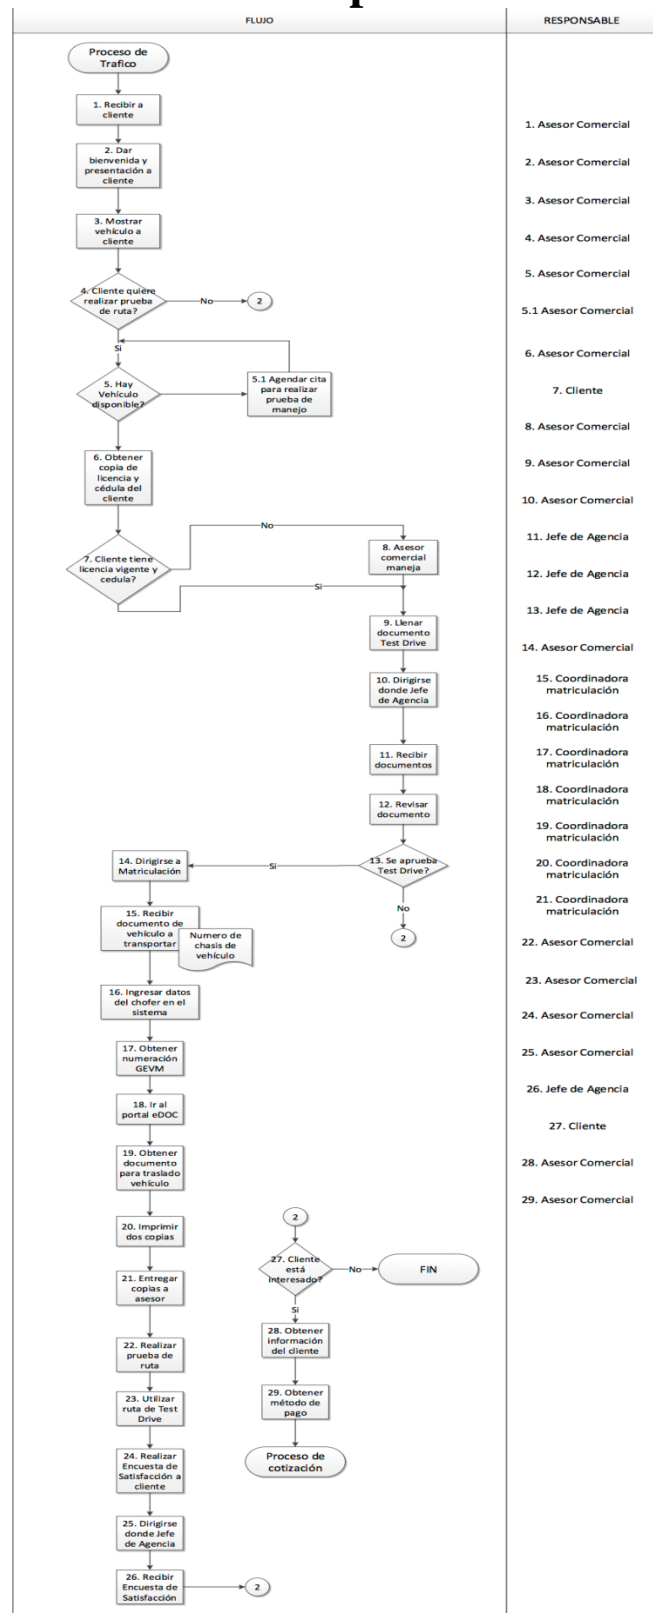 FLUJO
RESPONSABLE
Proceso de
Trafico
1. Recibir a
cliente
2. Dar
bienvenida y
presentación a
cliente
3. Mostrar
vehículo a
cliente
4. Cliente quiere
realizar prueba
de ruta?
No
2
Si
5. Hay
Vehículo
disponible?
5.1 Agendar cita
para realizar
prueba de
manejo
6. Obtener
copia de
licencia y
cédula del
cliente
No
7. Cliente tiene
licencia vigente y
cedula?
8. Asesor
comercial
maneja
Si
9. Llenar
documento
Test Drive
10. Dirigirse
donde Jefe
de Agencia
11. Recibir
documentos
12. Revisar
documento
13. Se aprueba
Test Drive?
Si
No
2
14. Dirigirse a
Matriculación
15. Recibir
documento de
vehículo a
transportar
Numero de
chasis de
vehículo
16. Ingresar datos
del chofer en el
sistema
17. Obtener
numeración
GEVM
18. Ir al
portal eDOC
19. Obtener
documento
para traslado
vehículo
20. Imprimir
dos copias
21. Entregar
copias a
asesor
22. Realizar
prueba de
ruta
23. Utilizar
ruta de Test
Drive
24. Realizar
Encuesta de
Satisfacción a
cliente
25. Dirigirse
donde Jefe
de Agencia
26. Recibir
Encuesta de
Satisfacción
2
2
27. Cliente
está
interesado?
No
FIN
Si
28. Obtener
información
del cliente
29. Obtener
método de
pago
Proceso de
cotización
1. Asesor Comercial
2. Asesor Comercial
3. Asesor Comercial
4. Asesor Comercial
5. Asesor Comercial
5.1 Asesor Comercial
6. Asesor Comercial
7. Cliente
8. Asesor Comercial
9. Asesor Comercial
10. Asesor Comercial
11. Jefe de Agencia
12. Jefe de Agencia
13. Jefe de Agencia
14. Asesor Comercial
15. Coordinadora
matriculación
16. Coordinadora
matriculación
17. Coordinadora
matriculación
18. Coordinadora
matriculación
19. Coordinadora
matriculación
20. Coordinadora
matriculación
21. Coordinadora
matriculación
22. Asesor Comercial
23. Asesor Comercial
24. Asesor Comercial
25. Asesor Comercial
26. Jefe de Agencia
27. Cliente
28. Asesor Comercial
29. Asesor Comercial